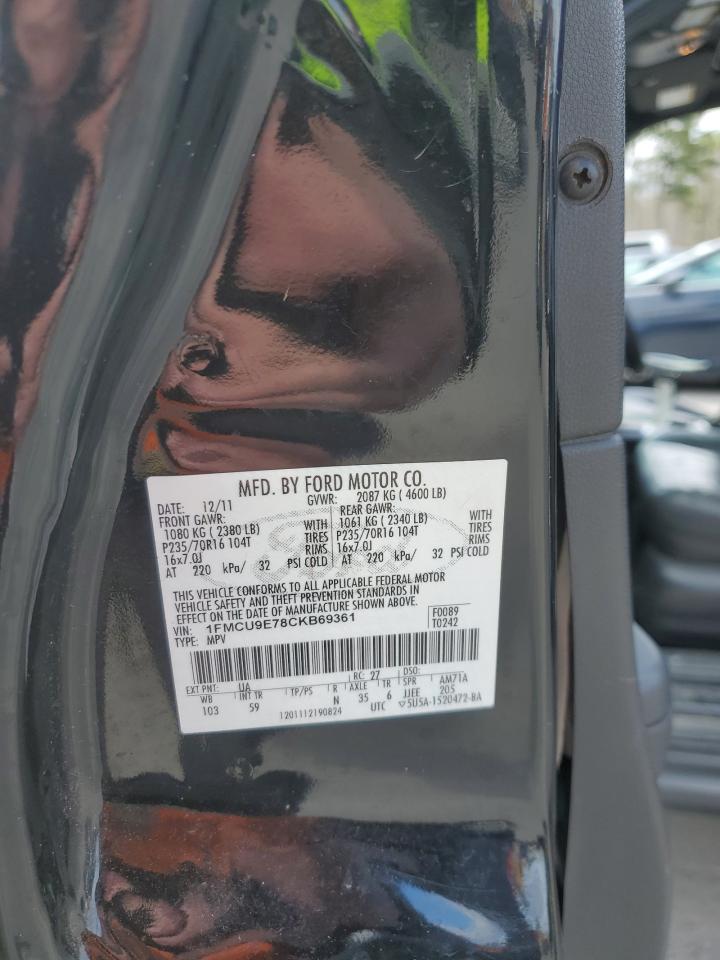 MFD. BY FORD MOTOR CO.
DATE: 12/11 GVWR: 2087 KG ( 4600 LB)
FRONT GAWR: REAR GAWR:
1080 KG ( 2380 LB) WITH 1061 KG ( 2340 LB) WITH
P235/70R16 104T TIRES P235/70R16 104T TIRES
16x7.0J RIMS 16x7.0J RIMS
AT 220 kPa/ 32 PSI COLD AT 220 kPa/ 32 PSI COLD
THIS VEHICLE CONFORMS TO ALL APPLICABLE FEDERAL MOTOR
VEHICLE SAFETY AND THEFT PREVENTION STANDARDS IN
EFFECT ON THE DATE OF MANUFACTURE SHOWN ABOVE.
VIN: 1FMCU9E78CKB69361 F0089
TYPE: MPV T0242
EXT PNT: UA RC: 27 DSO:
WB INT TR TP/PS R AXLE TR SPR AM71A
103 59 N 35 6 JJEE 205
1201112190824 UTC ▽5U5A-1520472-BA